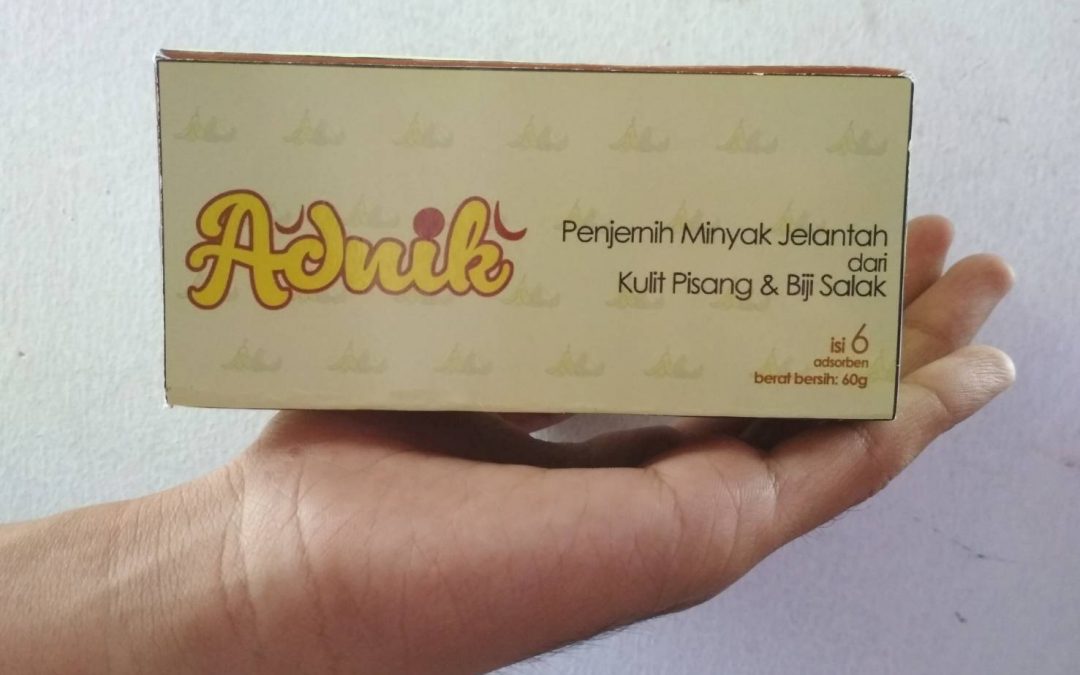 Adnik
Penjernih Minyak Jelantah
dari
Kulit Pisang & Biji Salak
isi 6
adsorben
berat bersih: 60g